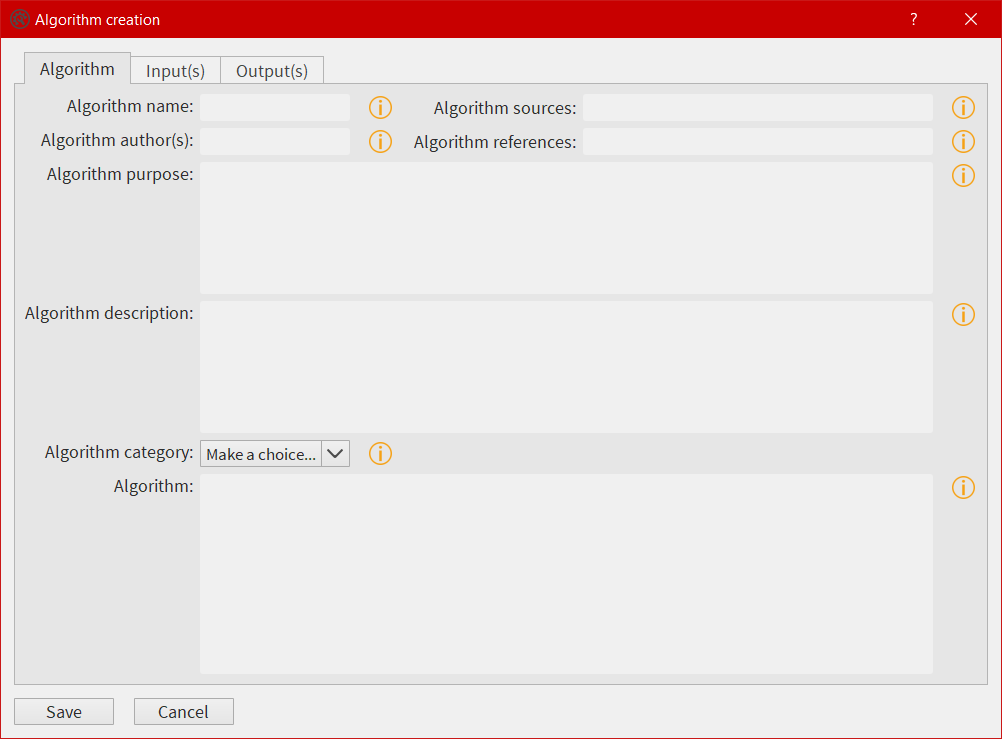 Algorithm creation ?
Algorithm Input(s) Output(s)
Algorithm name: Algorithm sources:
Algorithm author(s): Algorithm references:
Algorithm purpose:
Algorithm description:
Algorithm category: Make a choice...
Algorithm:
Save Cancel